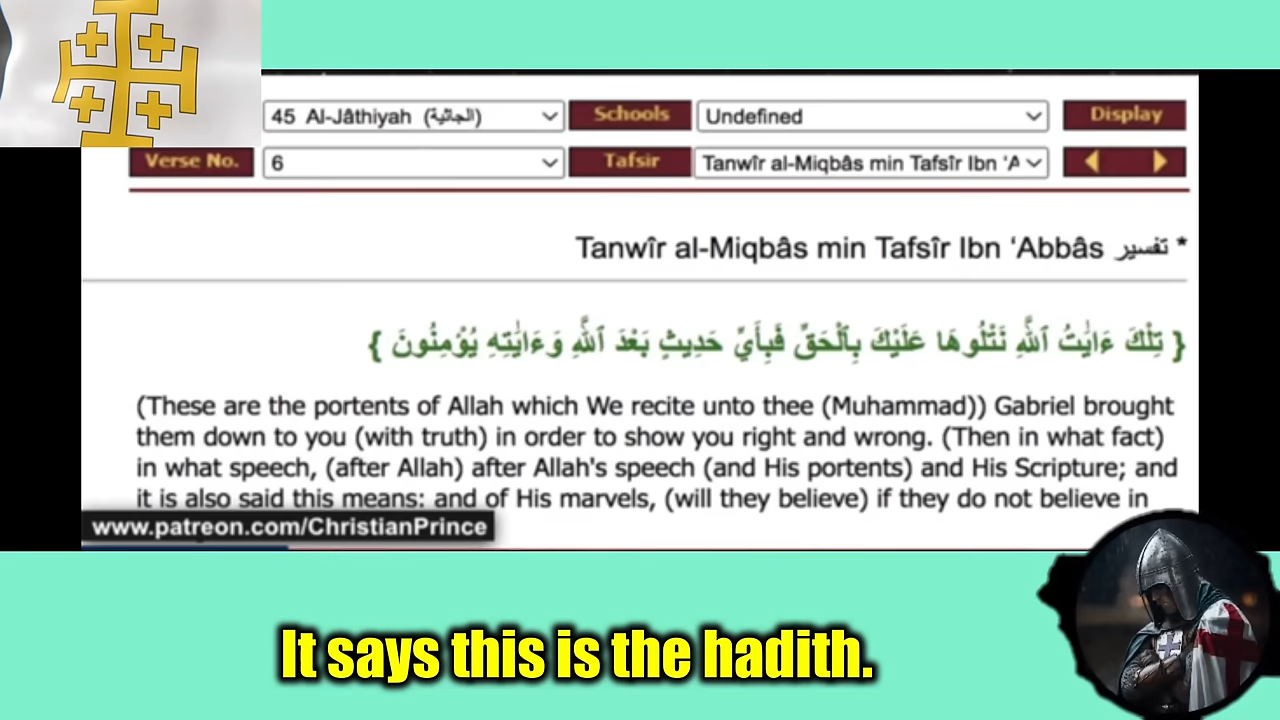 45 Al-Jâthiyah (الجاثية)
Schools
Undefined
Display
Verse No.
6
Tafsir
Tanwîr al-Miqbâs min Tafsîr Ibn 'A
* تفسير Tanwîr al-Miqbâs min Tafsîr Ibn ‘Abbâs
{ تِلْكَ ءَايَٰتُ ٱللَّهِ نَتْلُوهَا عَلَيْكَ بِٱلْحَقِّ فَبِأَيِّ حَدِيثٍ بَعْدَ ٱللَّهِ وَءَايَٰتِهِ يُؤْمِنُونَ }
(These are the portents of Allah which We recite unto thee (Muhammad)) Gabriel brought
them down to you (with truth) in order to show you right and wrong. (Then in what fact)
in what speech, (after Allah) after Allah's speech (and His portents) and His Scripture; and
it is also said this means: and of His marvels, (will they believe) if they do not believe in
www.patreon.com/ChristianPrince
It says this is the hadith.